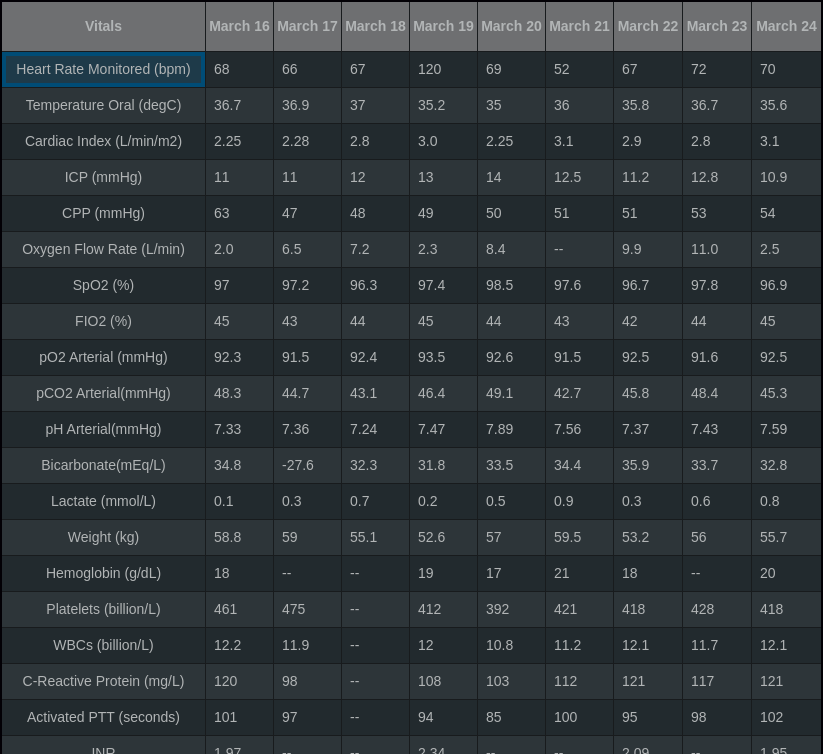 Vitals March 16 March 17 March 18 March 19 March 20 March 21 March 22 March 23 March 24
Heart Rate Monitored (bpm) 68 66 67 120 69 52 67 72 70
Temperature Oral (degC) 36.7 36.9 37 35.2 35 36 35.8 36.7 35.6
Cardiac Index (L/min/m2) 2.25 2.28 2.8 3.0 2.25 3.1 2.9 2.8 3.1
ICP (mmHg) 11 11 12 13 14 12.5 11.2 12.8 10.9
CPP (mmHg) 63 47 48 49 50 51 51 53 54
Oxygen Flow Rate (L/min) 2.0 6.5 7.2 2.3 8.4 -- 9.9 11.0 2.5
SpO2 (%) 97 97.2 96.3 97.4 98.5 97.6 96.7 97.8 96.9
FIO2 (%) 45 43 44 45 44 43 42 44 45
pO2 Arterial (mmHg) 92.3 91.5 92.4 93.5 92.6 91.5 92.5 91.6 92.5
pCO2 Arterial(mmHg) 48.3 44.7 43.1 46.4 49.1 42.7 45.8 48.4 45.3
pH Arterial(mmHg) 7.33 7.36 7.24 7.47 7.89 7.56 7.37 7.43 7.59
Bicarbonate(mEq/L) 34.8 -27.6 32.3 31.8 33.5 34.4 35.9 33.7 32.8
Lactate (mmol/L) 0.1 0.3 0.7 0.2 0.5 0.9 0.3 0.6 0.8
Weight (kg) 58.8 59 55.1 52.6 57 59.5 53.2 56 55.7
Hemoglobin (g/dL) 18 -- -- 19 17 21 18 -- 20
Platelets (billion/L) 461 475 -- 412 392 421 418 428 418
WBCs (billion/L) 12.2 11.9 -- 12 10.8 11.2 12.1 11.7 12.1
C-Reactive Protein (mg/L) 120 98 -- 108 103 112 121 117 121
Activated PTT (seconds) 101 97 -- 94 85 100 95 98 102
INR 1.97 -- -- 2.34 -- -- 2.09 -- 1.95